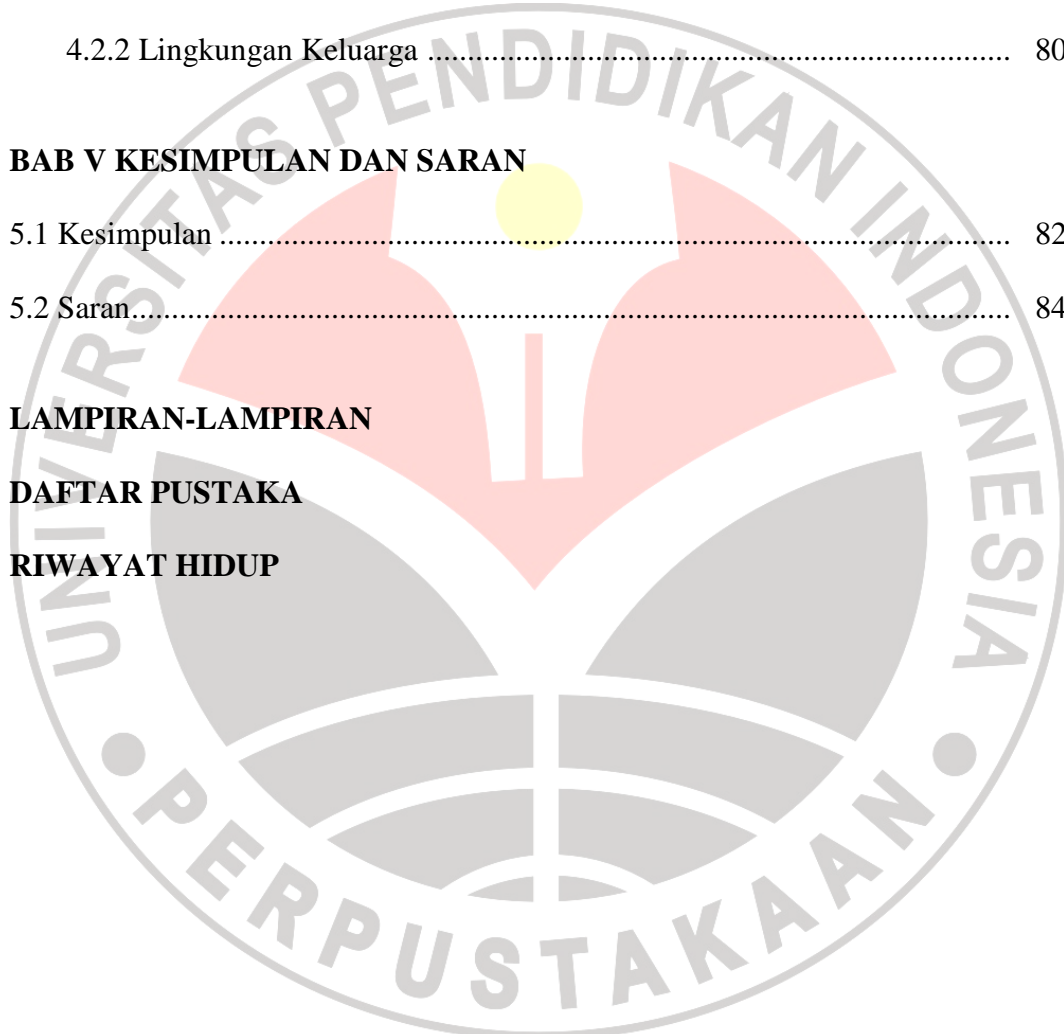 4.2.2 Lingkungan Keluarga ........................................................................ 80
BAB V KESIMPULAN DAN SARAN
5.1 Kesimpulan .................................................................................................. 82
5.2 Saran............................................................................................................. 84
LAMPIRAN-LAMPIRAN
DAFTAR PUSTAKA
RIWAYAT HIDUP
UNIVERSITAS PENDIDIKAN INDONESIA
PERPUSTAKAAN